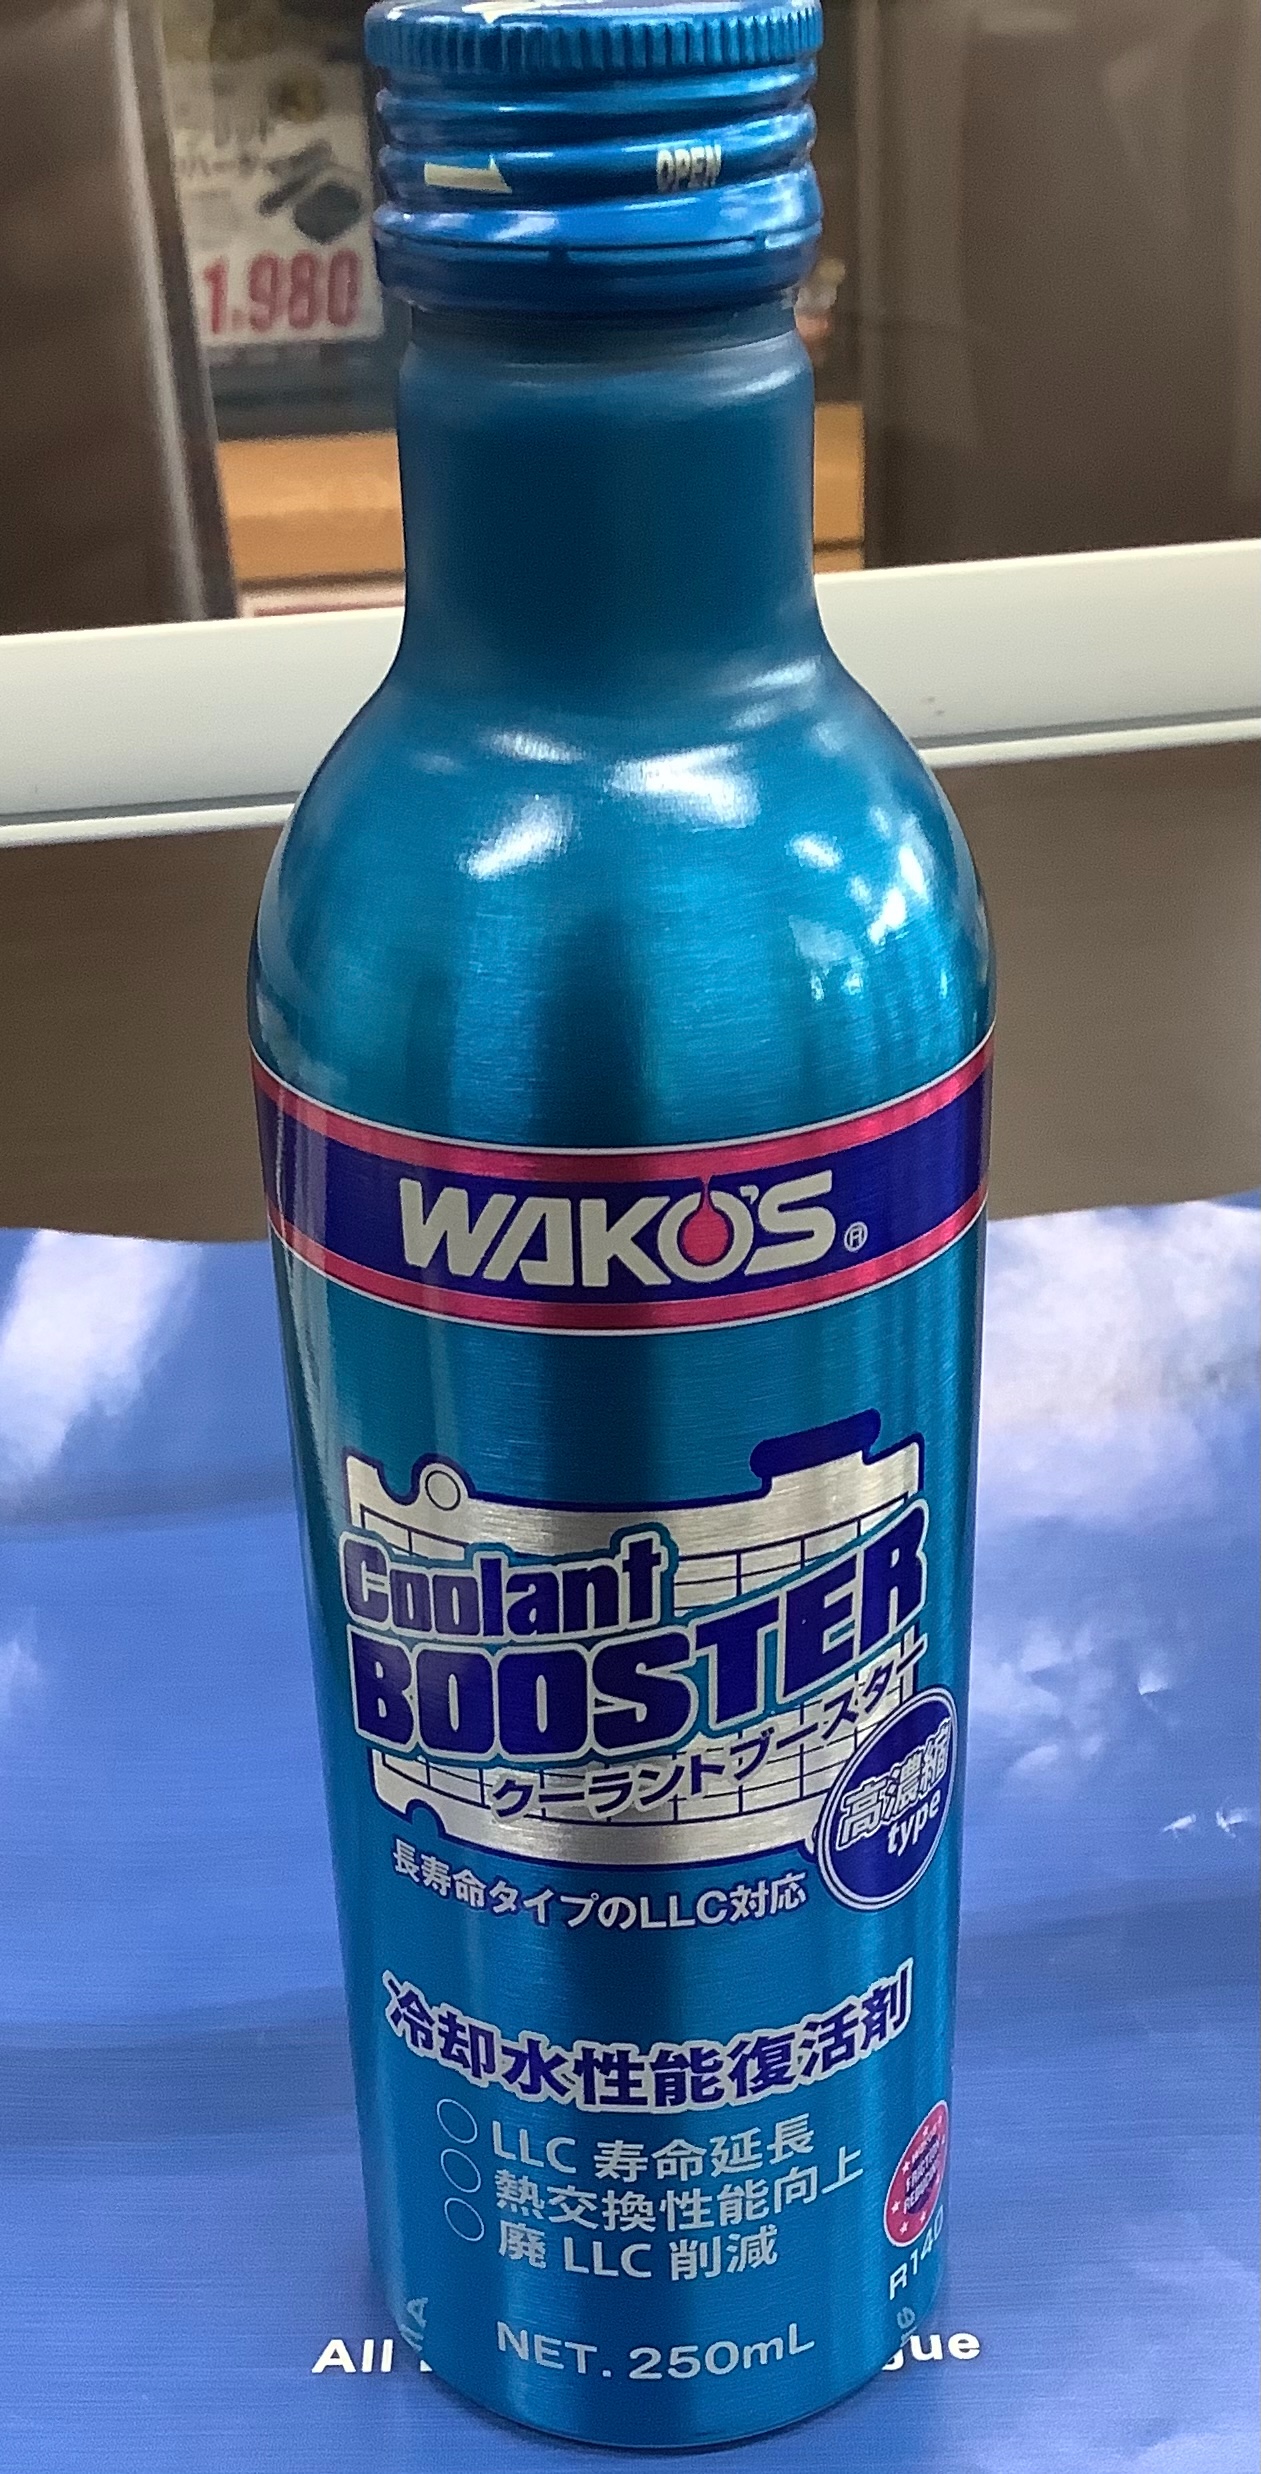 OPEN
1.980
WAKO'S®
Coolant
BOOSTER
クーラントブースター
高濃縮
type
長寿命タイプのLLC対応
冷却水性能復活剤
LLC 寿命延長
熱交換性能向上
廃 LLC 削減
R140
NET. 250mL
All